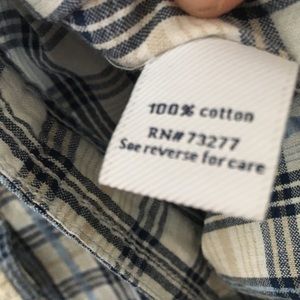 100% cotton
RN# 73277
See reverse for care